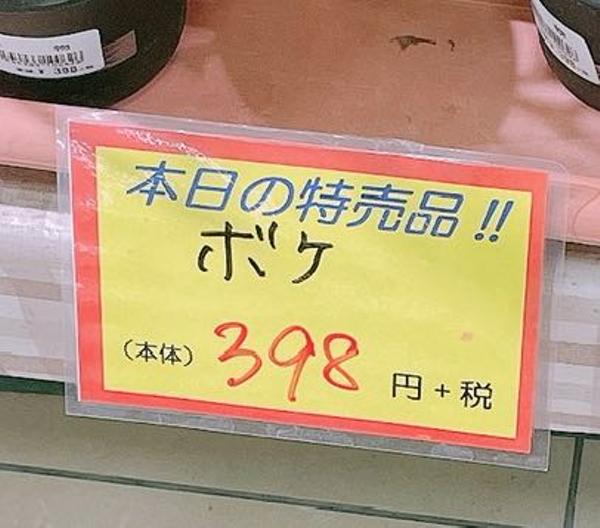 本日の特売品!!
ボケ
(本体) 398 円+税